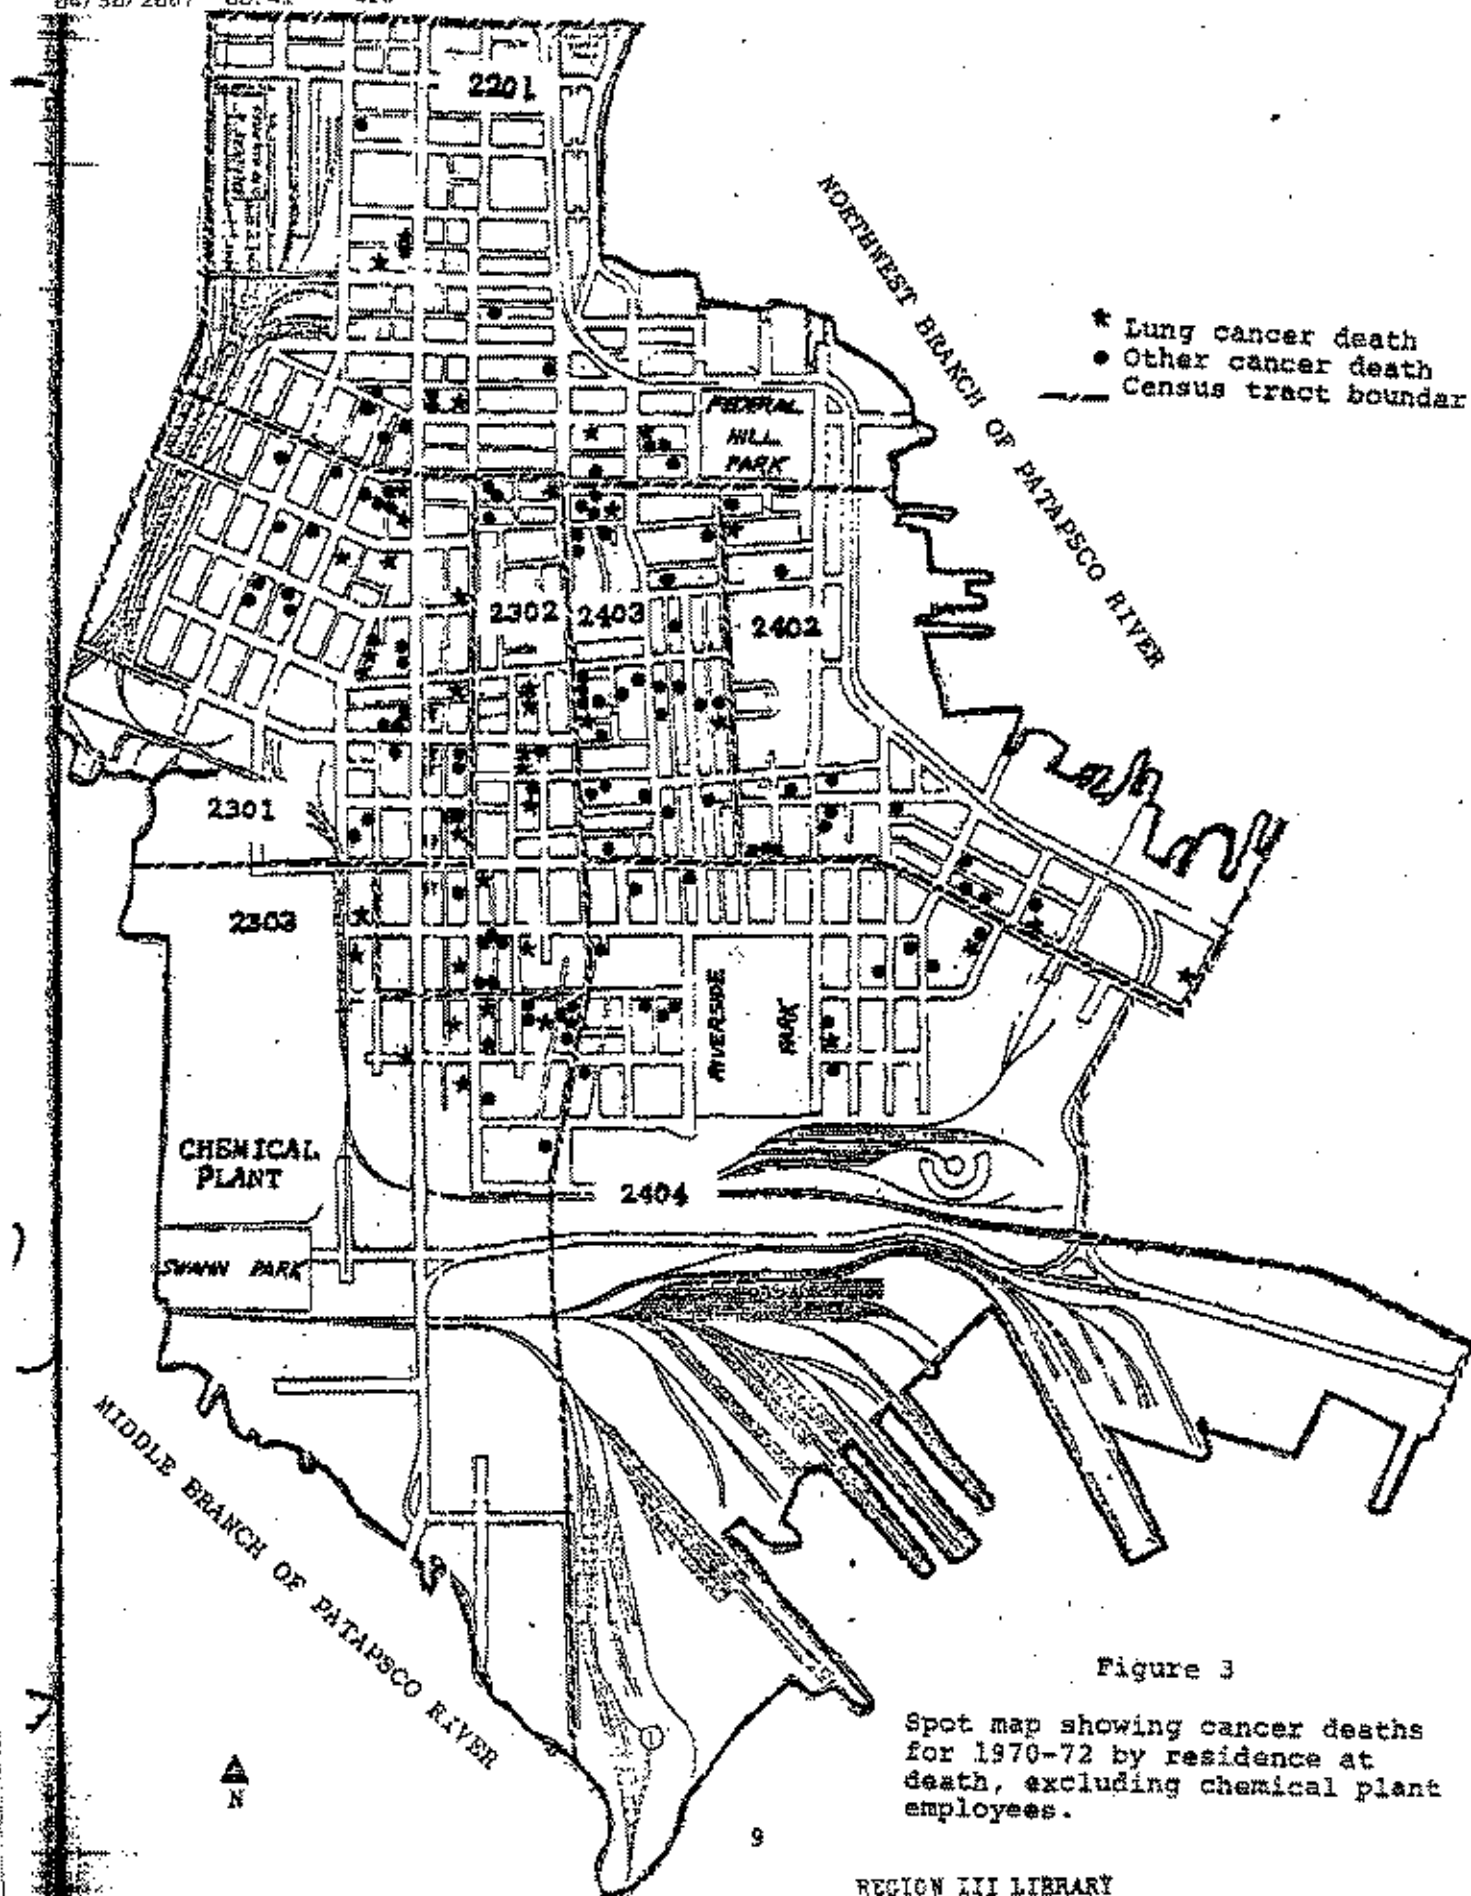 2201
NORTHWEST BRANCH OF PATAPSCO RIVER
Lung cancer death
Other cancer death
Census tract boundar
FEDERAL
HILL
PARK
2302 2403
2402
2301
2303
RIVERSIDE
PARK
CHEMICAL
PLANT
2404
SWANN PARK
MIDDLE BRANCH OF PATAPSCO RIVER
Figure 3
Spot map showing cancer deaths
for 1970-72 by residence at
death, excluding chemical plant
employees.
N
9
REGION III LIBRARY